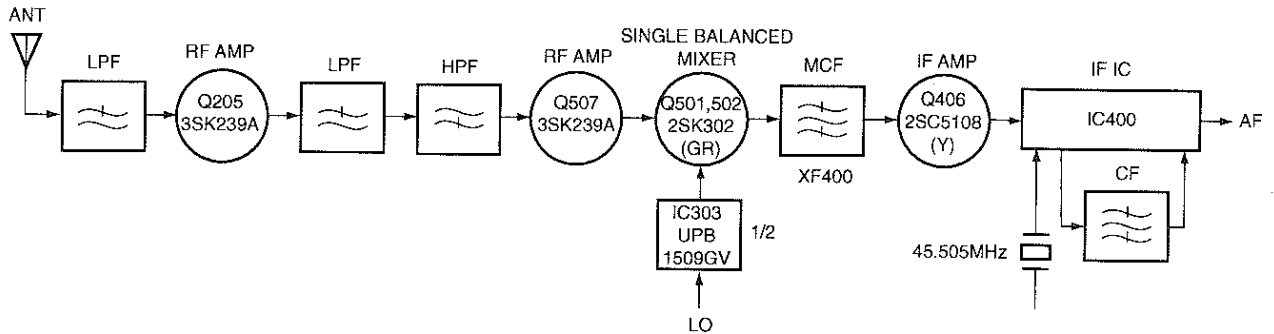 ANT
LPF
RF AMP
Q205
3SK239A
LPF
HPF
RF AMP
Q507
3SK239A
SINGLE BALANCED
MIXER
Q501,502
2SK302
(GR)
MCF
XF400
IF AMP
Q406
2SC5108
(Y)
IF IC
IC400
AF
CF
IC303
UPB
1509GV
1/2
LO
45.505MHz